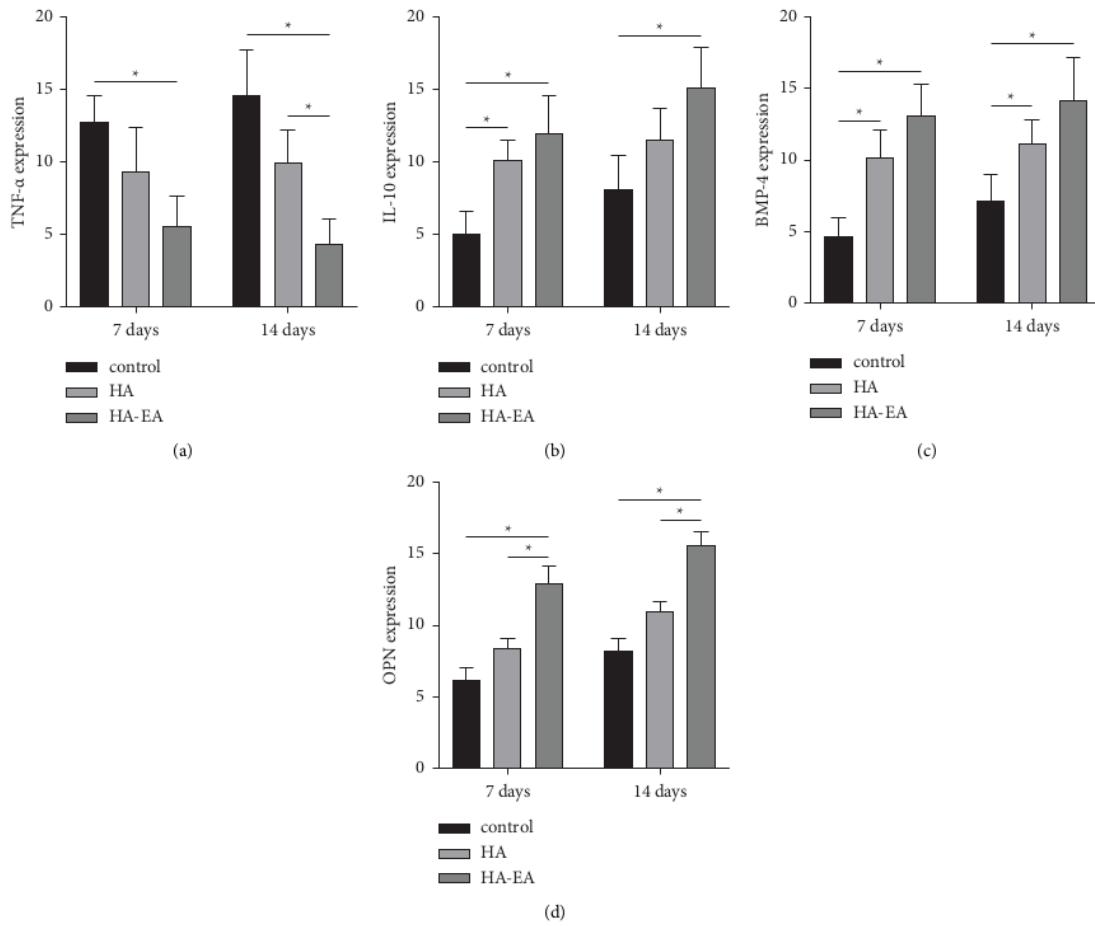 20
15
10
5
0
TNF-α expression
*
*
*
7 days
14 days
control
HA
HA-EA
(a)
20
15
10
5
0
IL-10 expression
*
*
*
7 days
14 days
control
HA
HA-EA
(b)
20
15
10
5
0
BMP-4 expression
*
*
*
*
7 days
14 days
control
HA
HA-EA
(c)
20
15
10
5
0
OPN expression
*
*
*
*
7 days
14 days
control
HA
HA-EA
(d)